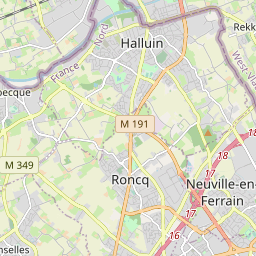 Rekk
Nord
Halluin
France
West-Vla
becque
M 191
18
M 349
Roncq
18
Neuville-en-
Ferrain
17
17
16
nselles